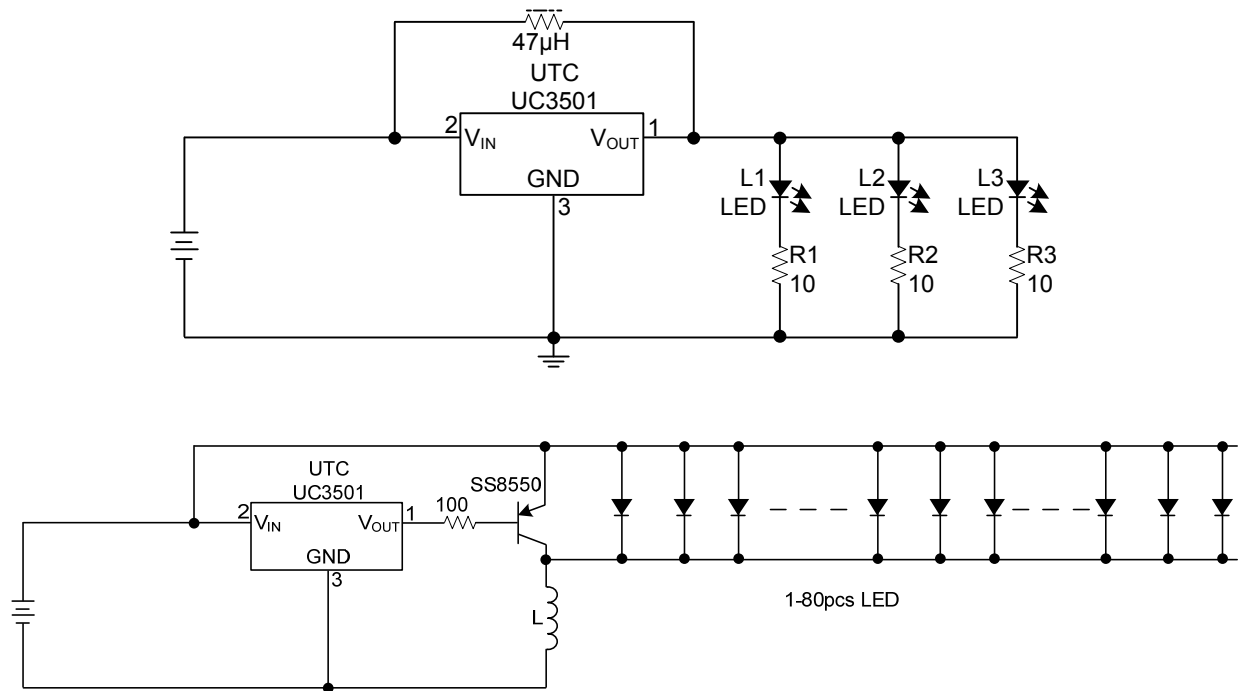 47µH
UTC
UC3501
2
VIN
VOUT
1
GND
3
L1
LED
L2
LED
L3
LED
R1
10
R2
10
R3
10
UTC
UC3501
2
VIN
VOUT
1
GND
3
100
SS8550
L
1-80pcs LED